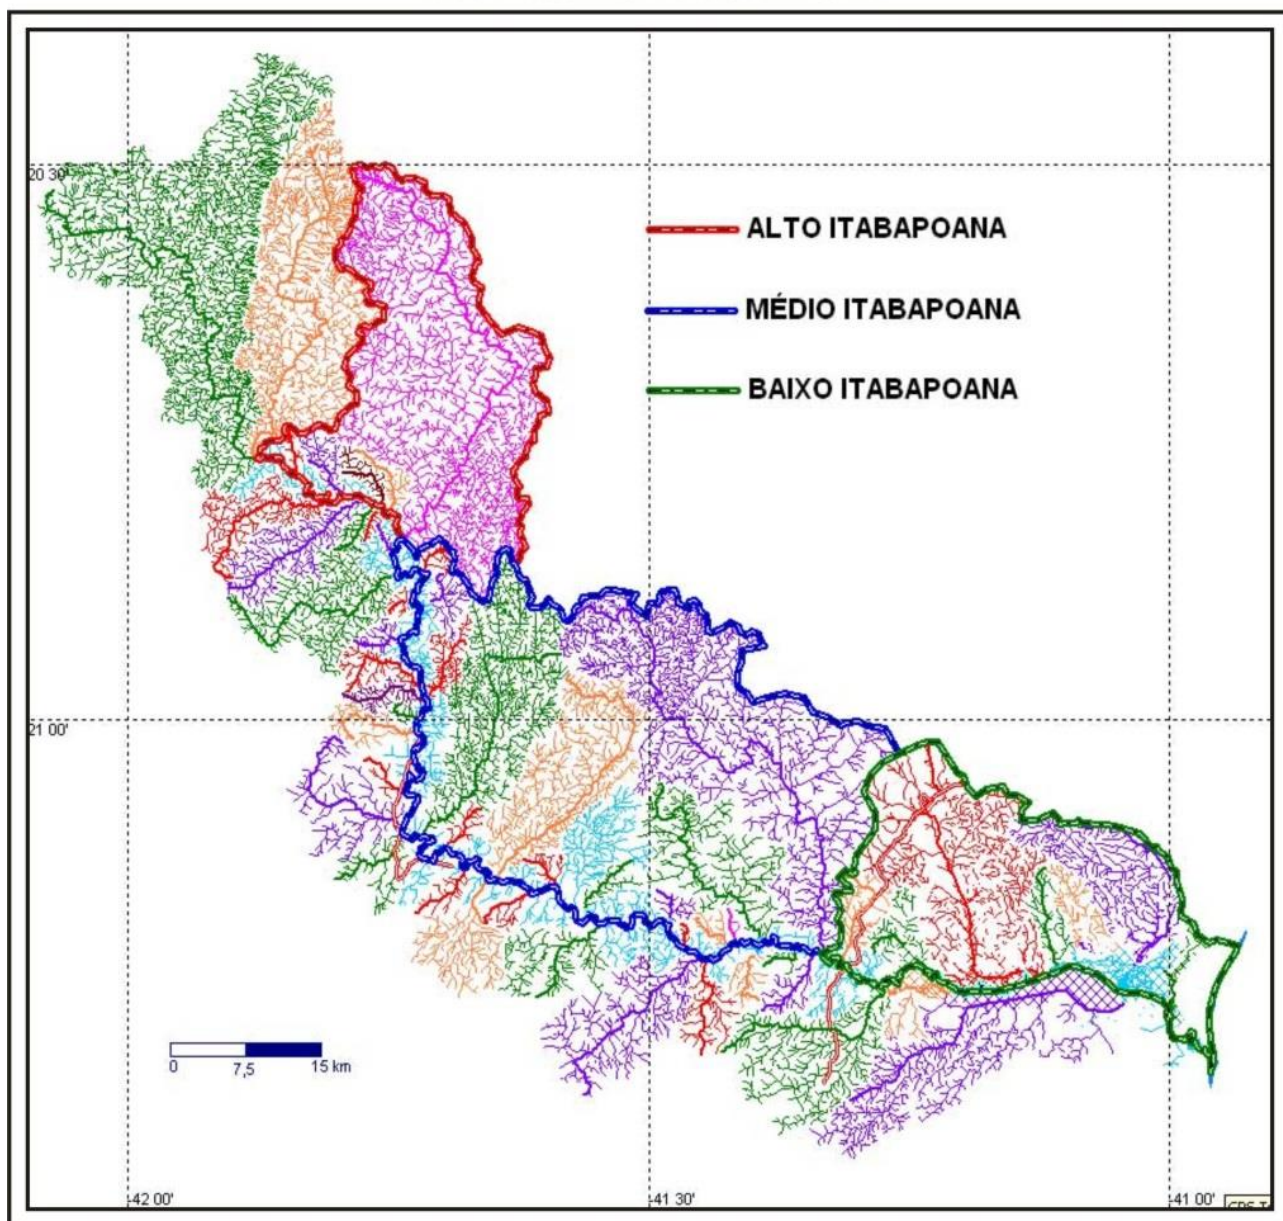 20 30'
ALTO ITABAPOANA
MÉDIO ITABAPOANA
BAIXO ITABAPOANA
21 00'
0
7,5
15 km
-42 00'
-41 30'
-41 00'